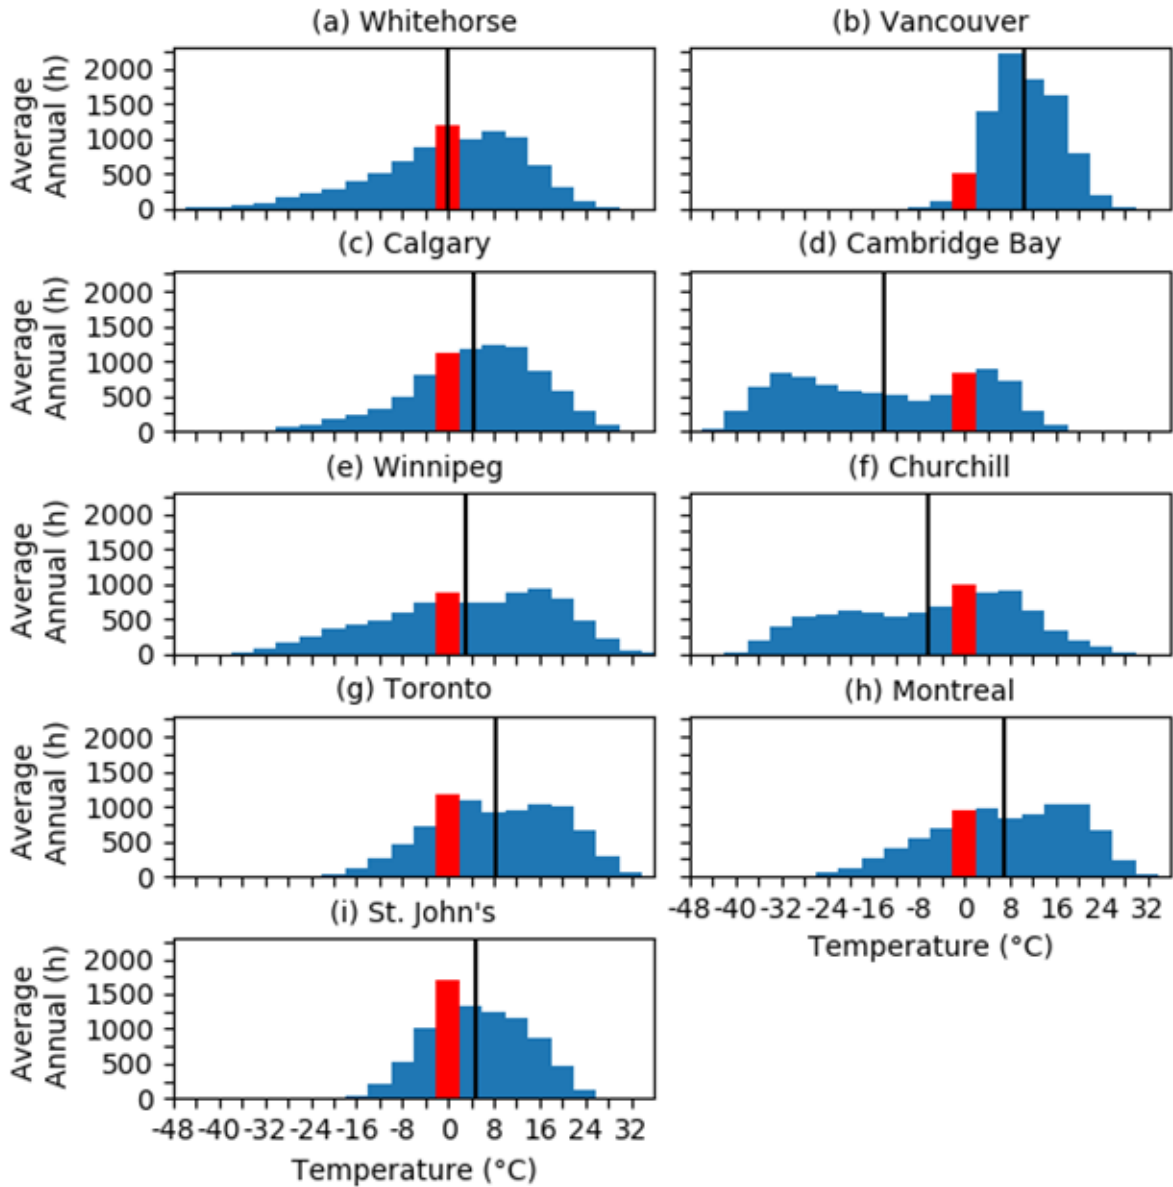 (a) Whitehorse
(b) Vancouver
Average
Annual (h)
2000
1500
1000
500
0
(c) Calgary
(d) Cambridge Bay
Average
Annual (h)
2000
1500
1000
500
0
(e) Winnipeg
(f) Churchill
Average
Annual (h)
2000
1500
1000
500
0
(g) Toronto
(h) Montreal
Average
Annual (h)
2000
1500
1000
500
0
-48 -40 -32 -24 -16 -8 0 8 16 24 32
Temperature (°C)
(i) St. John's
Average
Annual (h)
2000
1500
1000
500
0
-48 -40 -32 -24 -16 -8 0 8 16 24 32
Temperature (°C)